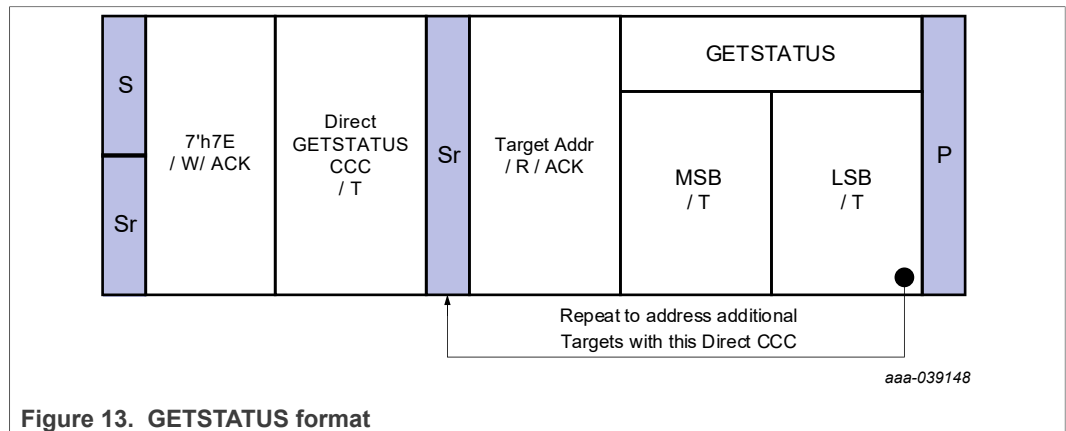 S
Sr
7'h7E
/ W/ ACK
Direct
GETSTATUS
CCC
/ T
Sr
Target Addr
/ R / ACK
GETSTATUS
MSB
/ T
LSB
/ T
P
Repeat to address additional
Targets with this Direct CCC
aaa-039148
Figure 13. GETSTATUS format